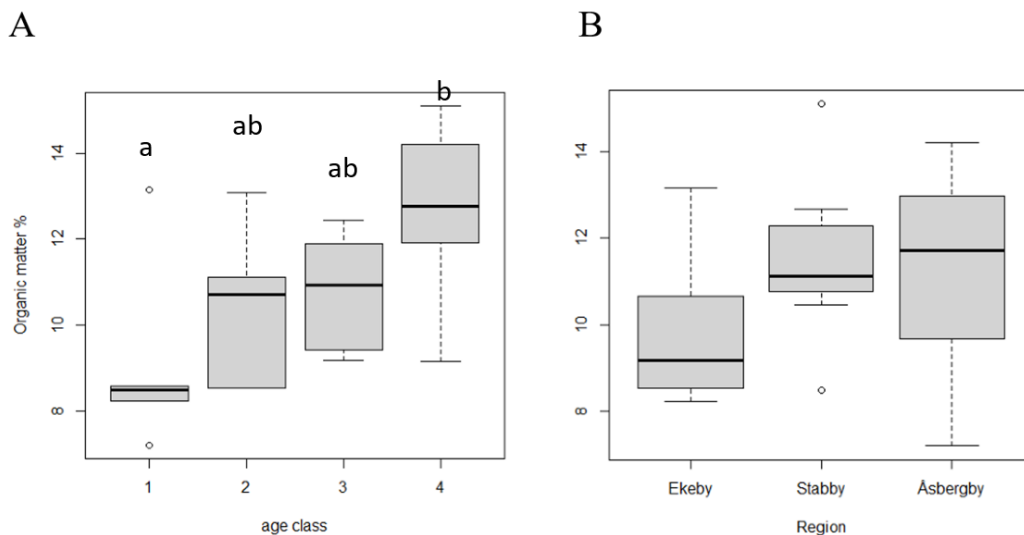 A
B
a
ab
ab
b
Organic matter %
14
12
10
8
1 2 3 4
age class
14
12
10
8
Ekeby Stabby Åsbergby
Region